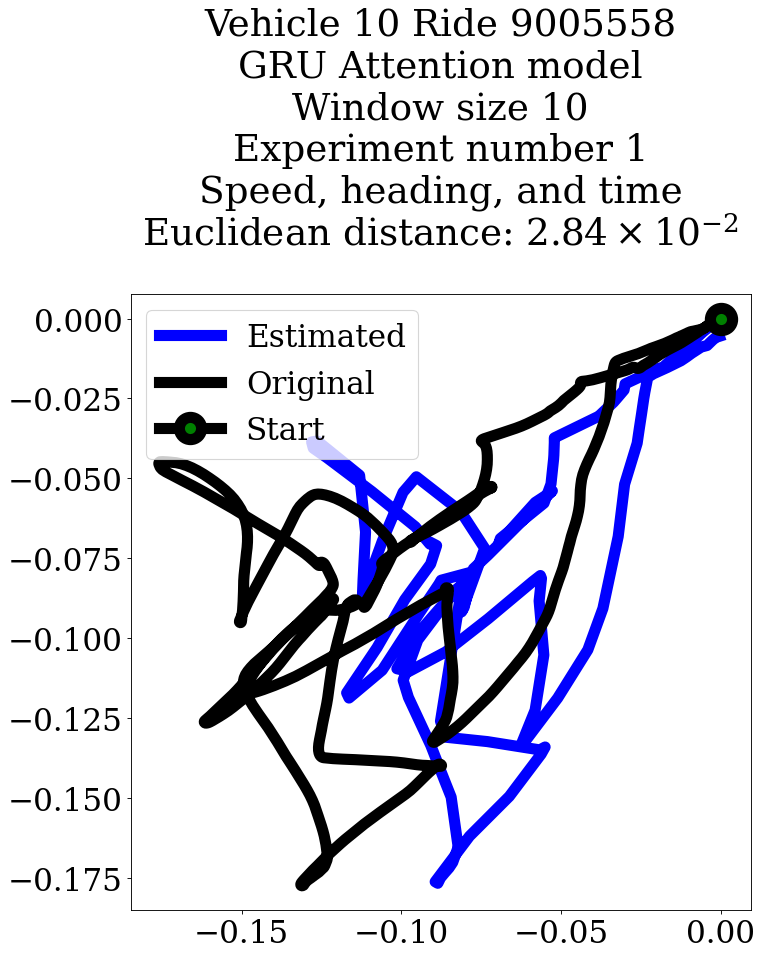 Vehicle 10 Ride 9005558
GRU Attention model
Window size 10
Experiment number 1
Speed, heading, and time
Euclidean distance: 2.84 × 10⁻²
Estimated
Original
Start
0.000
−0.025
−0.050
−0.075
−0.100
−0.125
−0.150
−0.175
−0.15
−0.10
−0.05
0.00